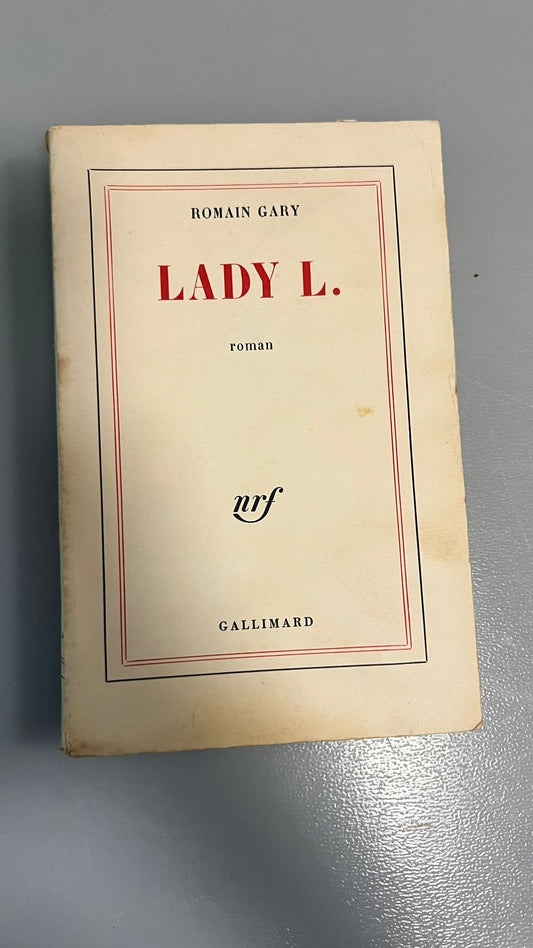 ROMAIN GARY
LADY L.
roman
nrf
GALLIMARD